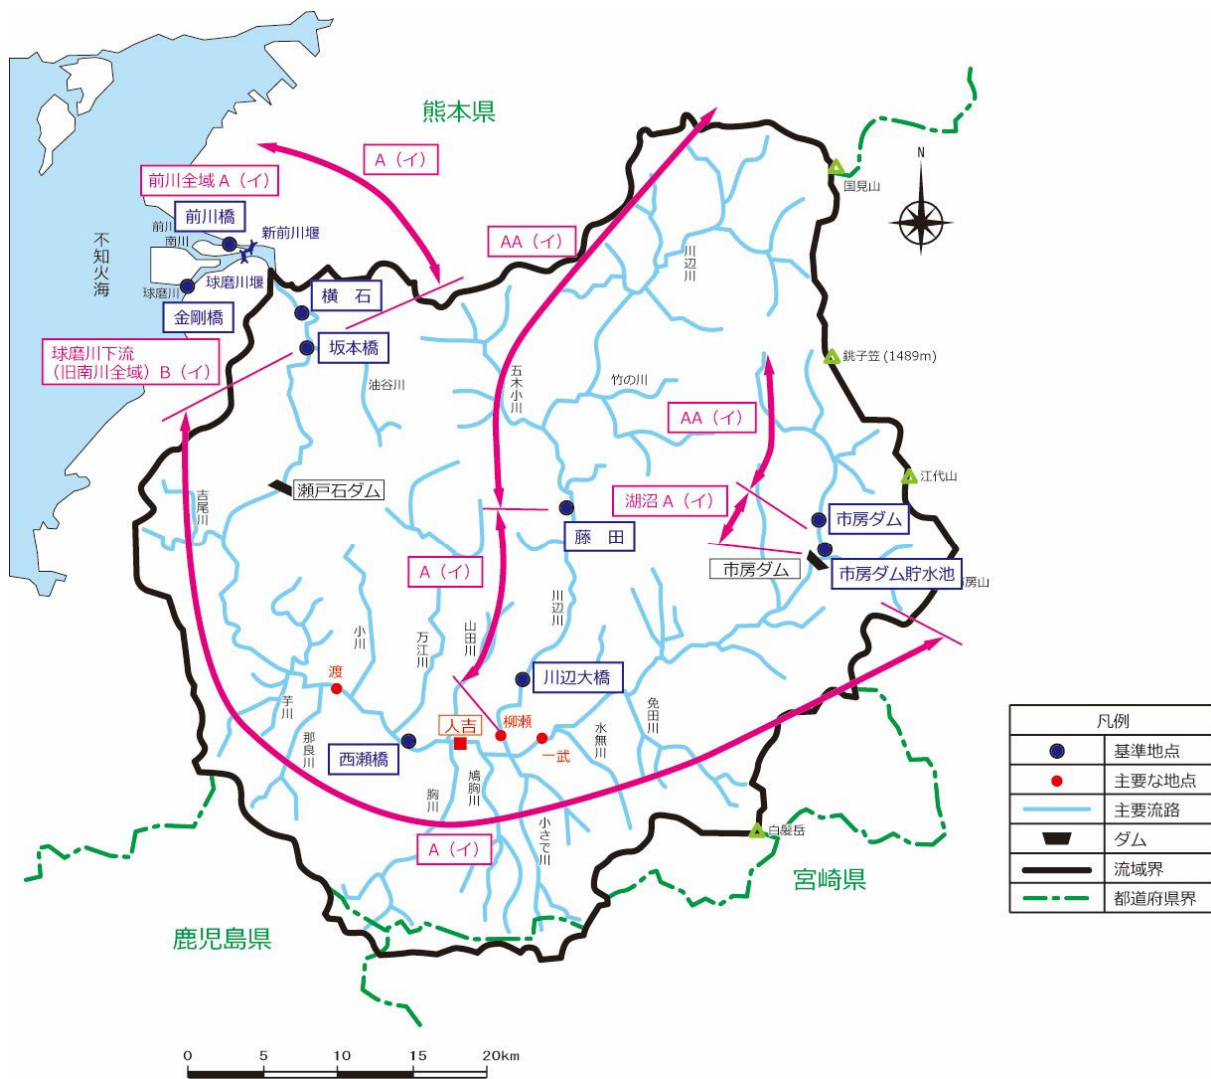 熊本県
A（イ）
前川全域A（イ）
前川橋
前川
南川
新前川堰
不知火海
球磨川堰
球磨川
金剛橋
横　石
球磨川下流
（旧南川全域）B（イ）
坂本橋
油谷川
AA（イ）
川辺川
国見山
N
五木小川
竹の川
銚子笠(1489m)
AA（イ）
江代山
瀬戸石ダム
吉尾川
湖沼A（イ）
市房ダム
藤　田
市房ダム
市房ダム貯水池
房山
A（イ）
川辺川
山田川
万江川
小川
渡
川辺大橋
芋川
那良川
西瀬橋
人吉
柳瀬
一武
水無川
免田川
胸川
鳩胸川
小さで川
A（イ）
白髪岳
宮崎県
鹿児島県
凡例
基準地点
主要な地点
主要流路
ダム
流域界
都道府県界
0 5 10 15 20km